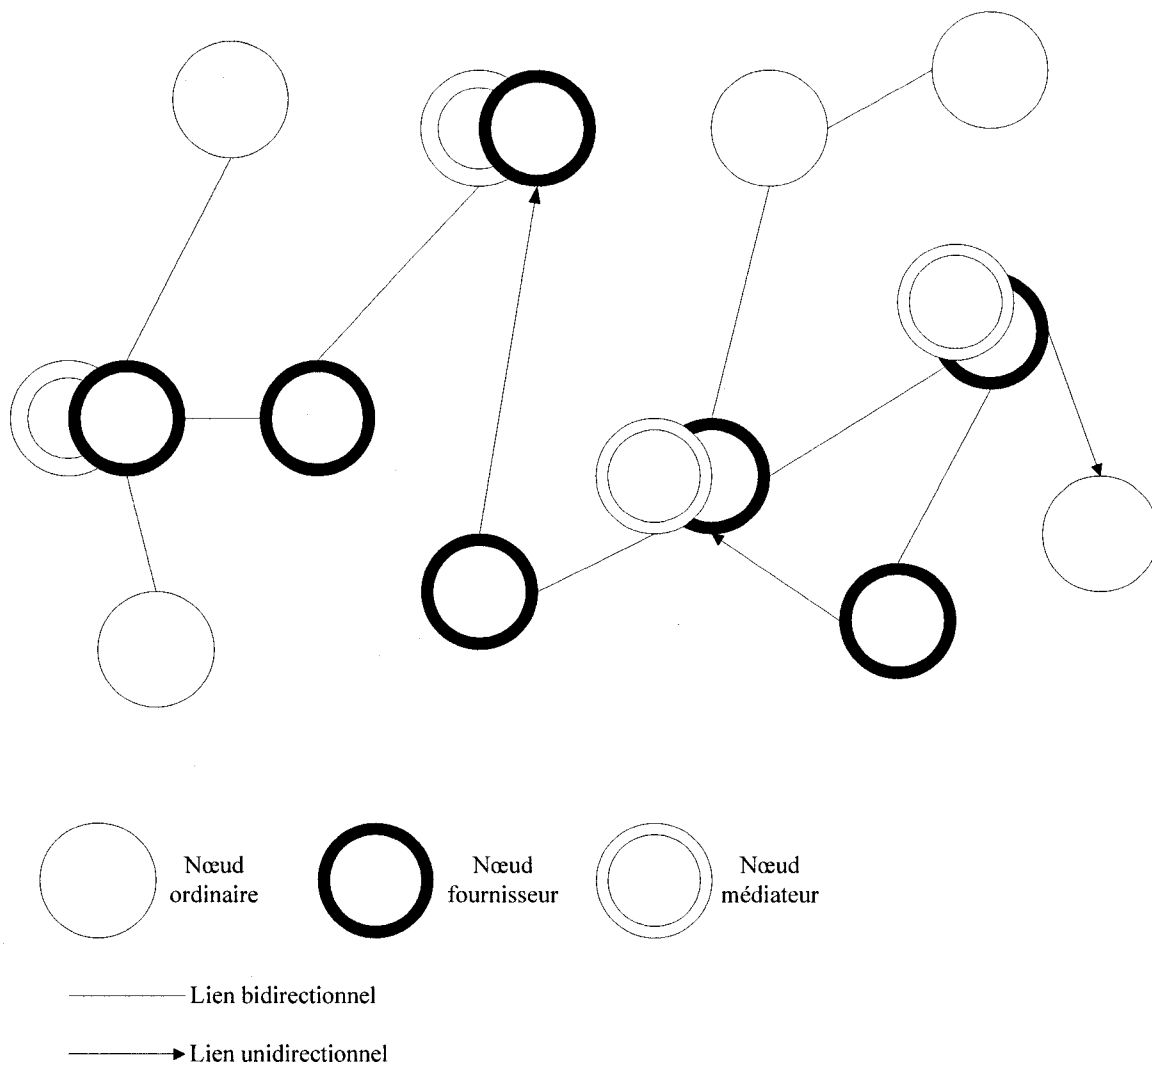 Nœud
ordinaire
Nœud
fournisseur
Nœud
médiateur
Lien bidirectionnel
Lien unidirectionnel